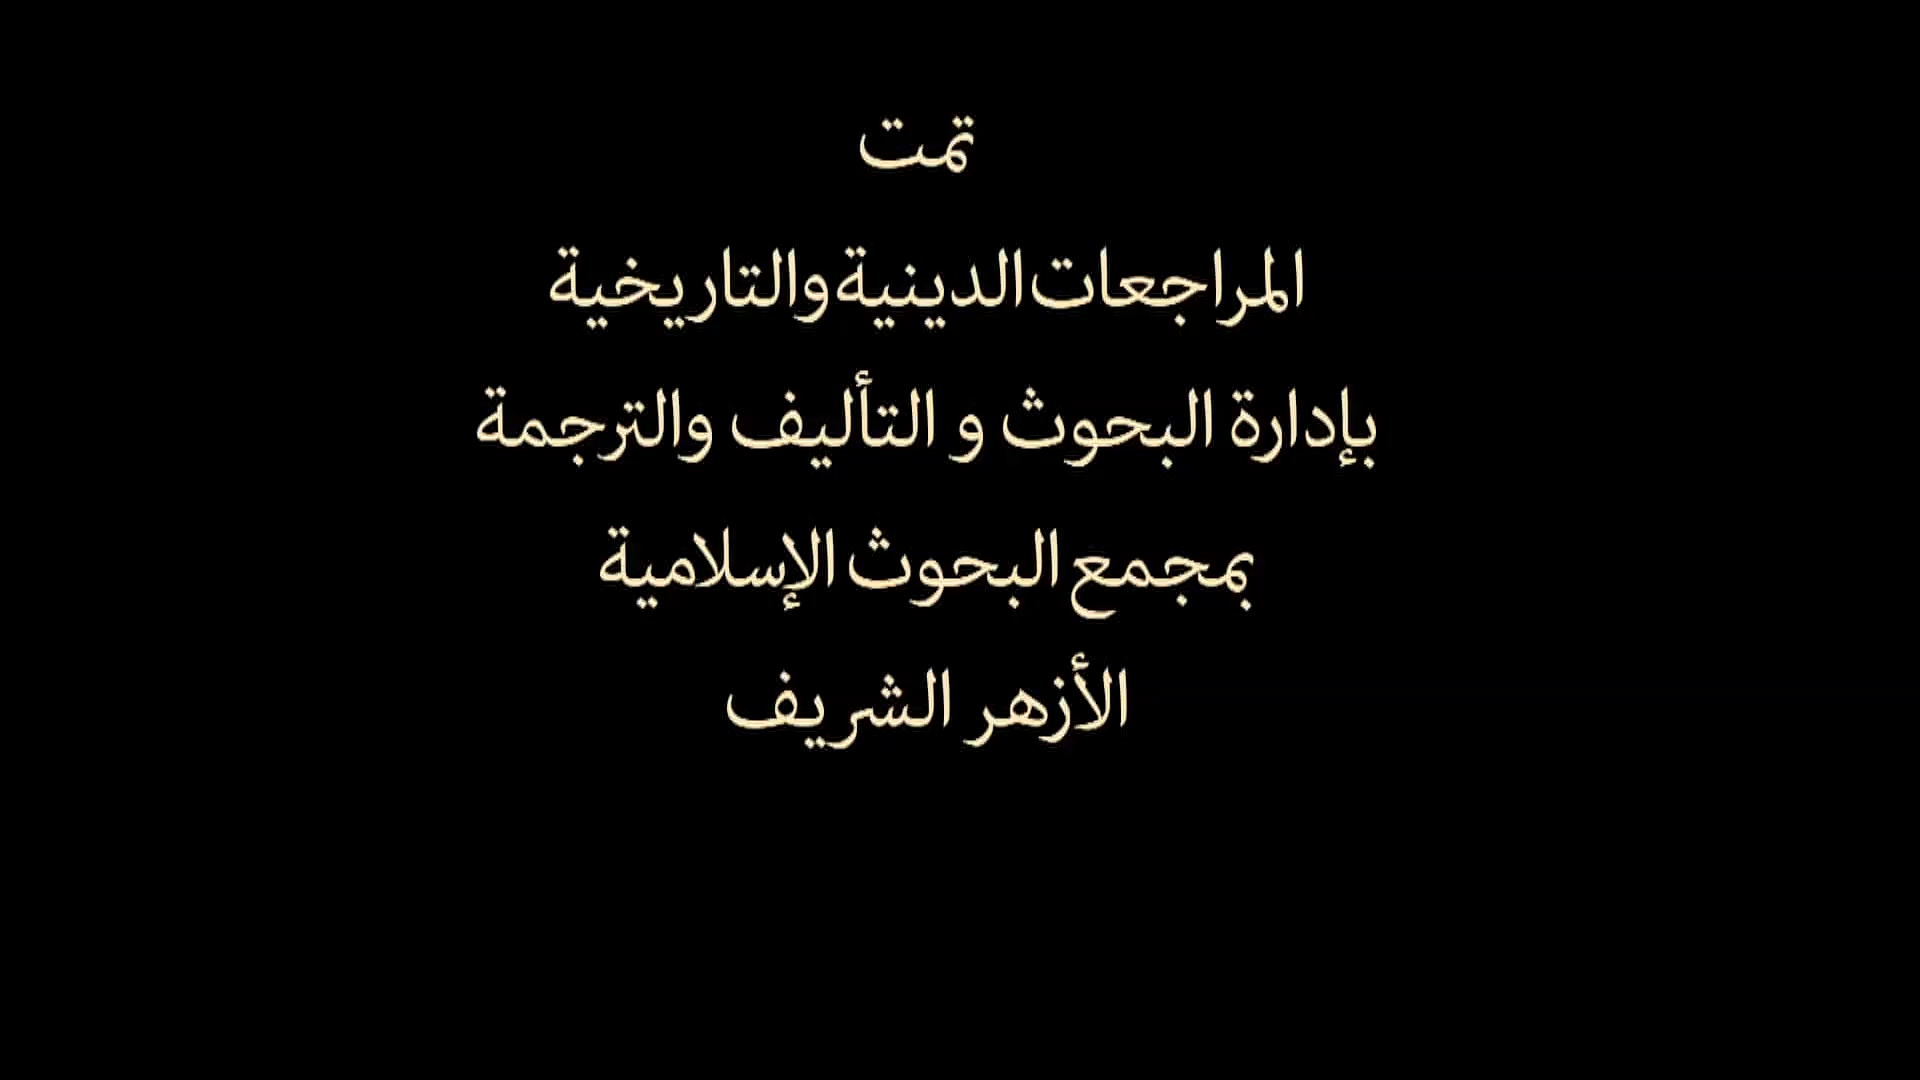 تمت
المراجعات الدينية والتاريخية
بإدارة البحوث و التأليف والترجمة
بمجمع البحوث الإسلامية
الأزهر الشريف